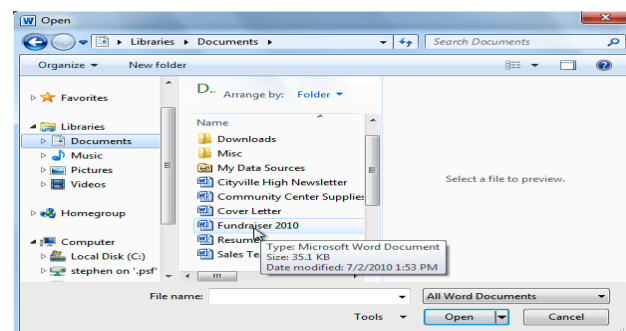 Open
Libraries Documents Search Documents
Organize New folder
Favorites
Libraries
Documents
Music
Pictures
Videos
Homegroup
Computer
Local Disk (C:)
stephen on '.psf'
D... Arrange by: Folder
Name
Downloads
Misc
My Data Sources
Cityville High Newsletter
Community Center Supplies
Cover Letter
Fundraiser 2010
Resume
Sales Te
Type: Microsoft Word Document
Size: 35.1 KB
Date modified: 7/2/2010 1:53 PM
Select a file to preview.
File name: All Word Documents
Tools Open Cancel